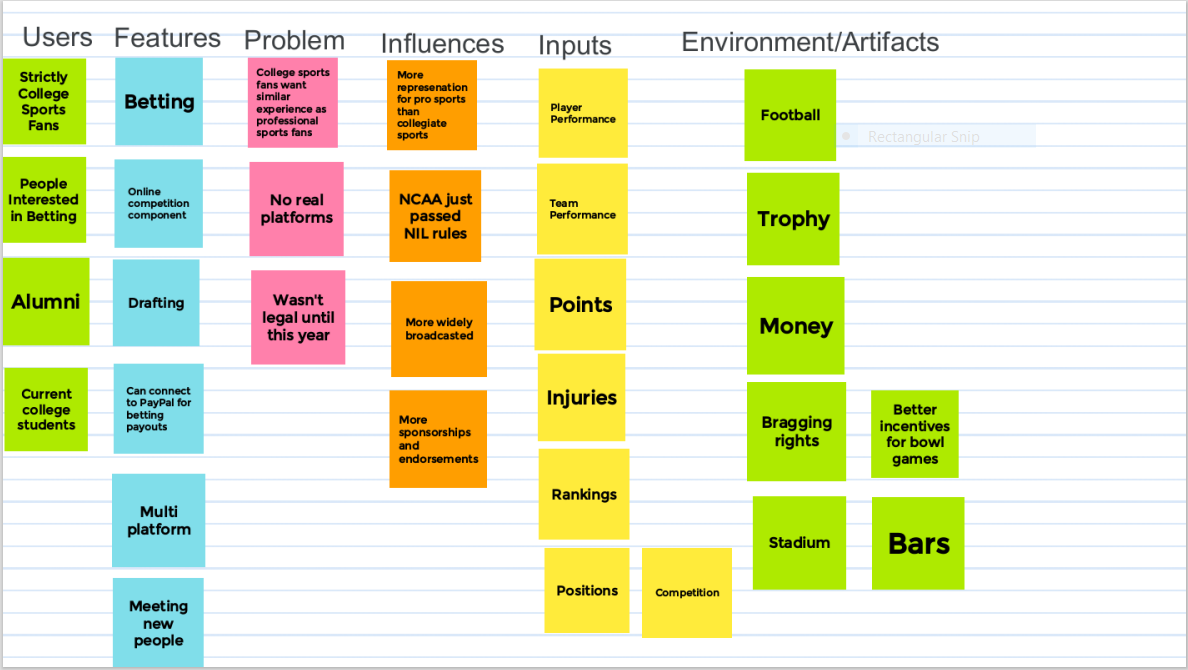 Users
Features
Problem
Influences
Inputs
Environment/Artifacts
Strictly
College
Sports
Fans
People
Interested
in Betting
Alumni
Current
college
students
Betting
Online
competition
component
Drafting
Can connect
to PayPal for
betting
payouts
Multi
platform
Meeting
new
people
College sports
fans want
similar
experience as
professional
sports fans
No real
platforms
Wasn't
legal until
this year
More
represenation
for pro sports
than
collegiate
sports
NCAA just
passed
NIL rules
More widely
broadcasted
More
sponsorships
and
endorsements
Player
Performance
Team
Performance
Points
Injuries
Rankings
Positions
Competition
Football
Trophy
Money
Bragging
rights
Stadium
Better
incentives
for bowl
games
Bars
Rectangular Snip